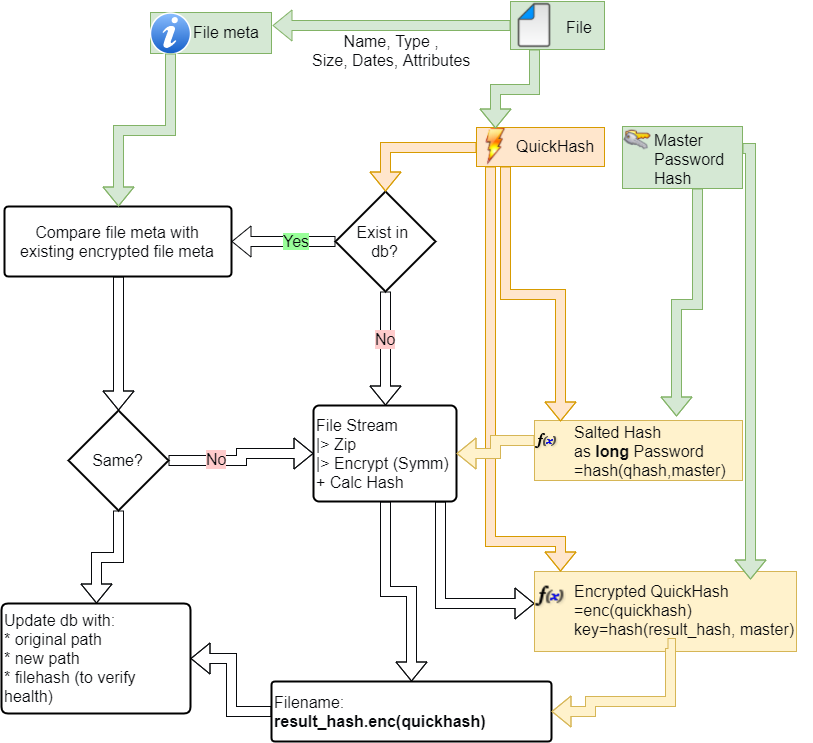 File meta
File
Name, Type ,
Size, Dates, Attributes
QuickHash
Master
Password
Hash
Compare file meta with
existing encrypted file meta
Yes
Exist in
db?
No
File Stream
|> Zip
|> Encrypt (Symm)
+ Calc Hash
f(x)
Salted Hash
as long Password
=hash(qhash,master)
Same?
No
f(x)
Encrypted QuickHash
=enc(quickhash)
key=hash(result_hash, master)
Update db with:
* original path
* new path
* filehash (to verify
health)
Filename:
result_hash.enc(quickhash)